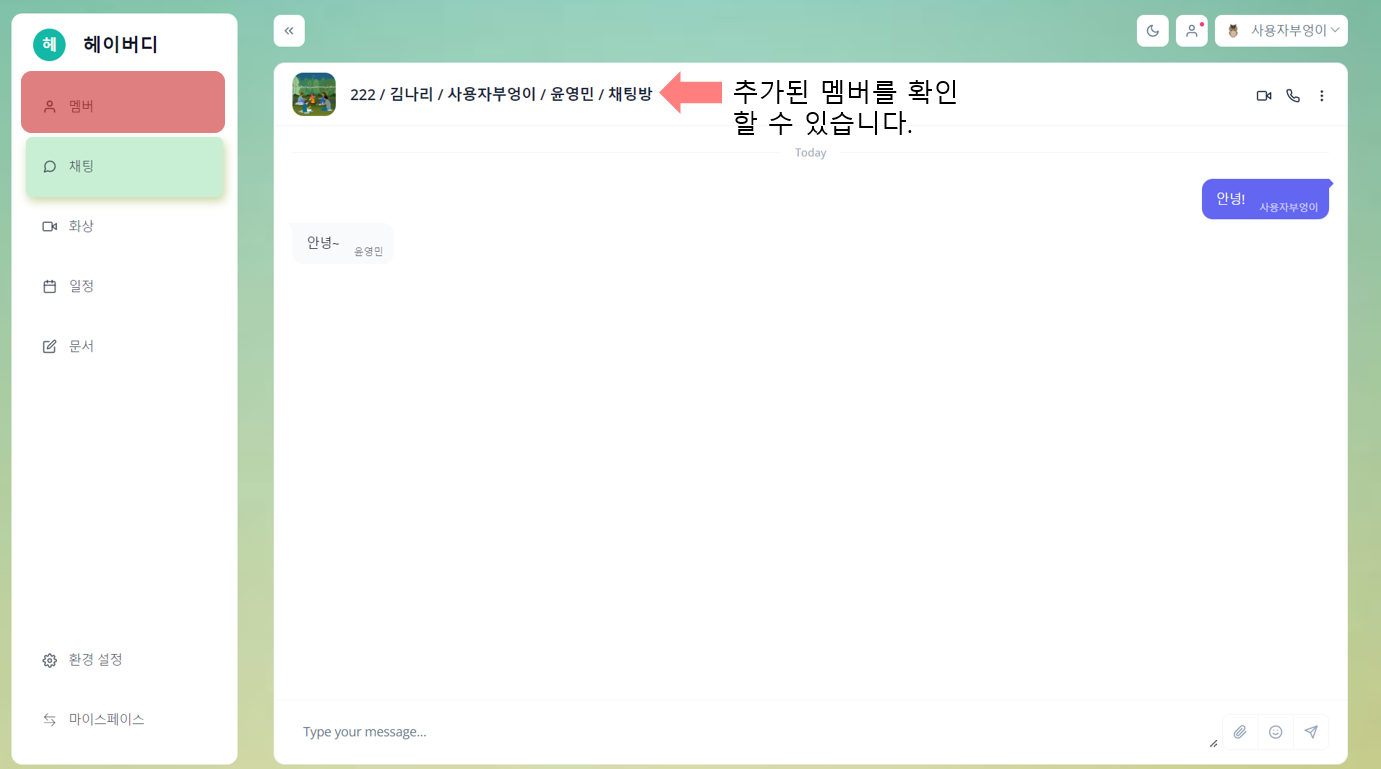 헤 헤이버디
멤버
채팅
화상
일정
문서
환경 설정
마이스페이스
사용자부엉이
222 / 김나리 / 사용자부엉이 / 윤영민 / 채팅방
추가된 멤버를 확인
할 수 있습니다.
Today
안녕! 사용자부엉이
안녕~ 윤영민
Type your message...